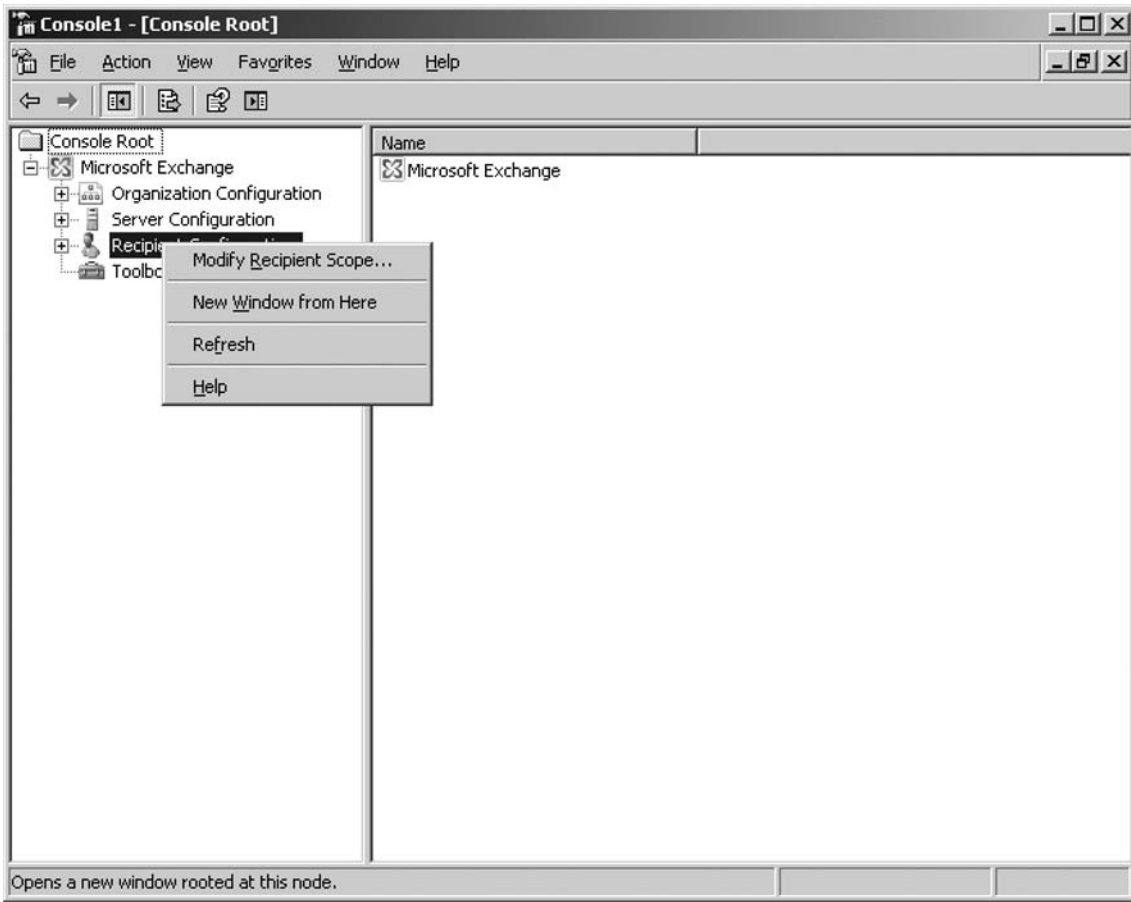 Console1 - [Console Root]
File Action View Favorites Window Help
Console Root
Name
Microsoft Exchange
Microsoft Exchange
Organization Configuration
Server Configuration
Modify Recipient Scope...
New Window from Here
Refresh
Help
Opens a new window rooted at this node.